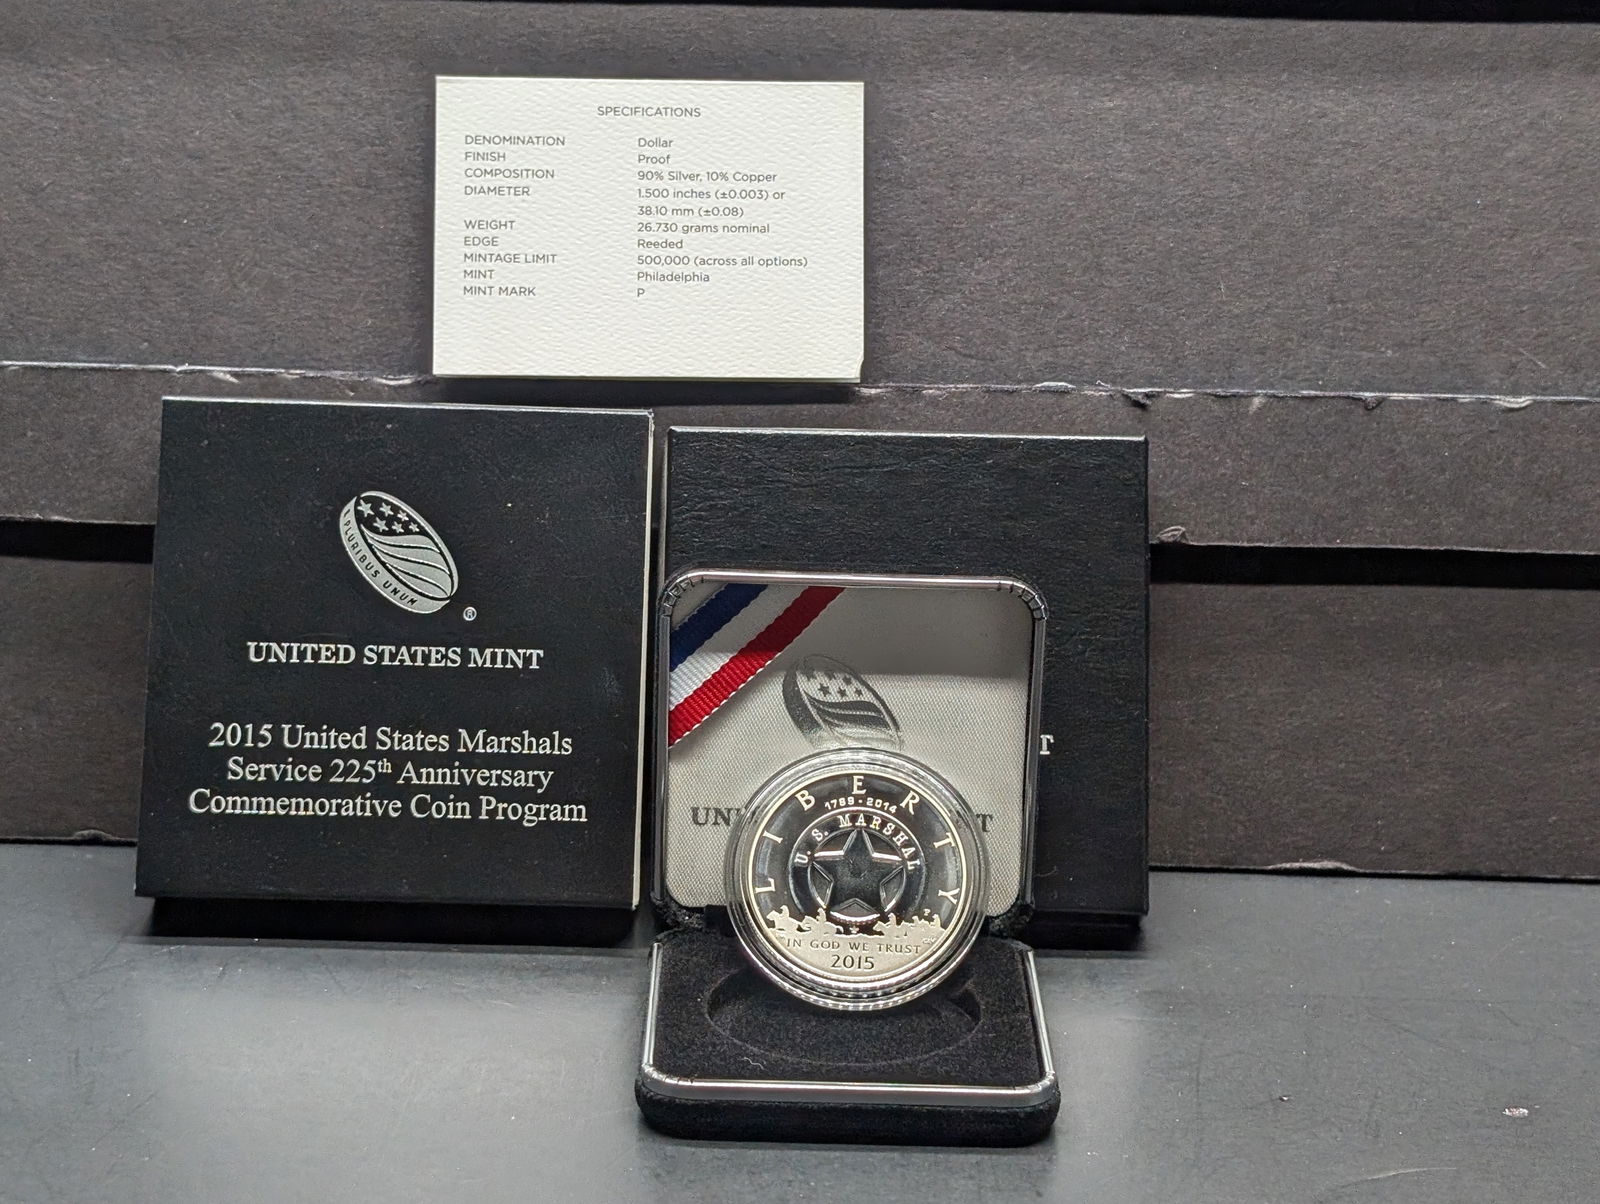 SPECIFICATIONS
DENOMINATION Dollar
FINISH Proof
COMPOSITION 90% Silver, 10% Copper
DIAMETER 1.500 inches (±0.003) or
38.10 mm (±0.08)
WEIGHT 26.730 grams nominal
EDGE Reeded
MINTAGE LIMIT 500,000 (across all options)
MINT Philadelphia
MINT MARK P
PLURIBUS UNUM
®
UNITED STATES MINT
2015 United States Marshals
Service 225th Anniversary
Commemorative Coin Program
T
UN NT
LIBERTY
1789-2014
U.S. MARSHAL
P
IN GOD WE TRUST
2015